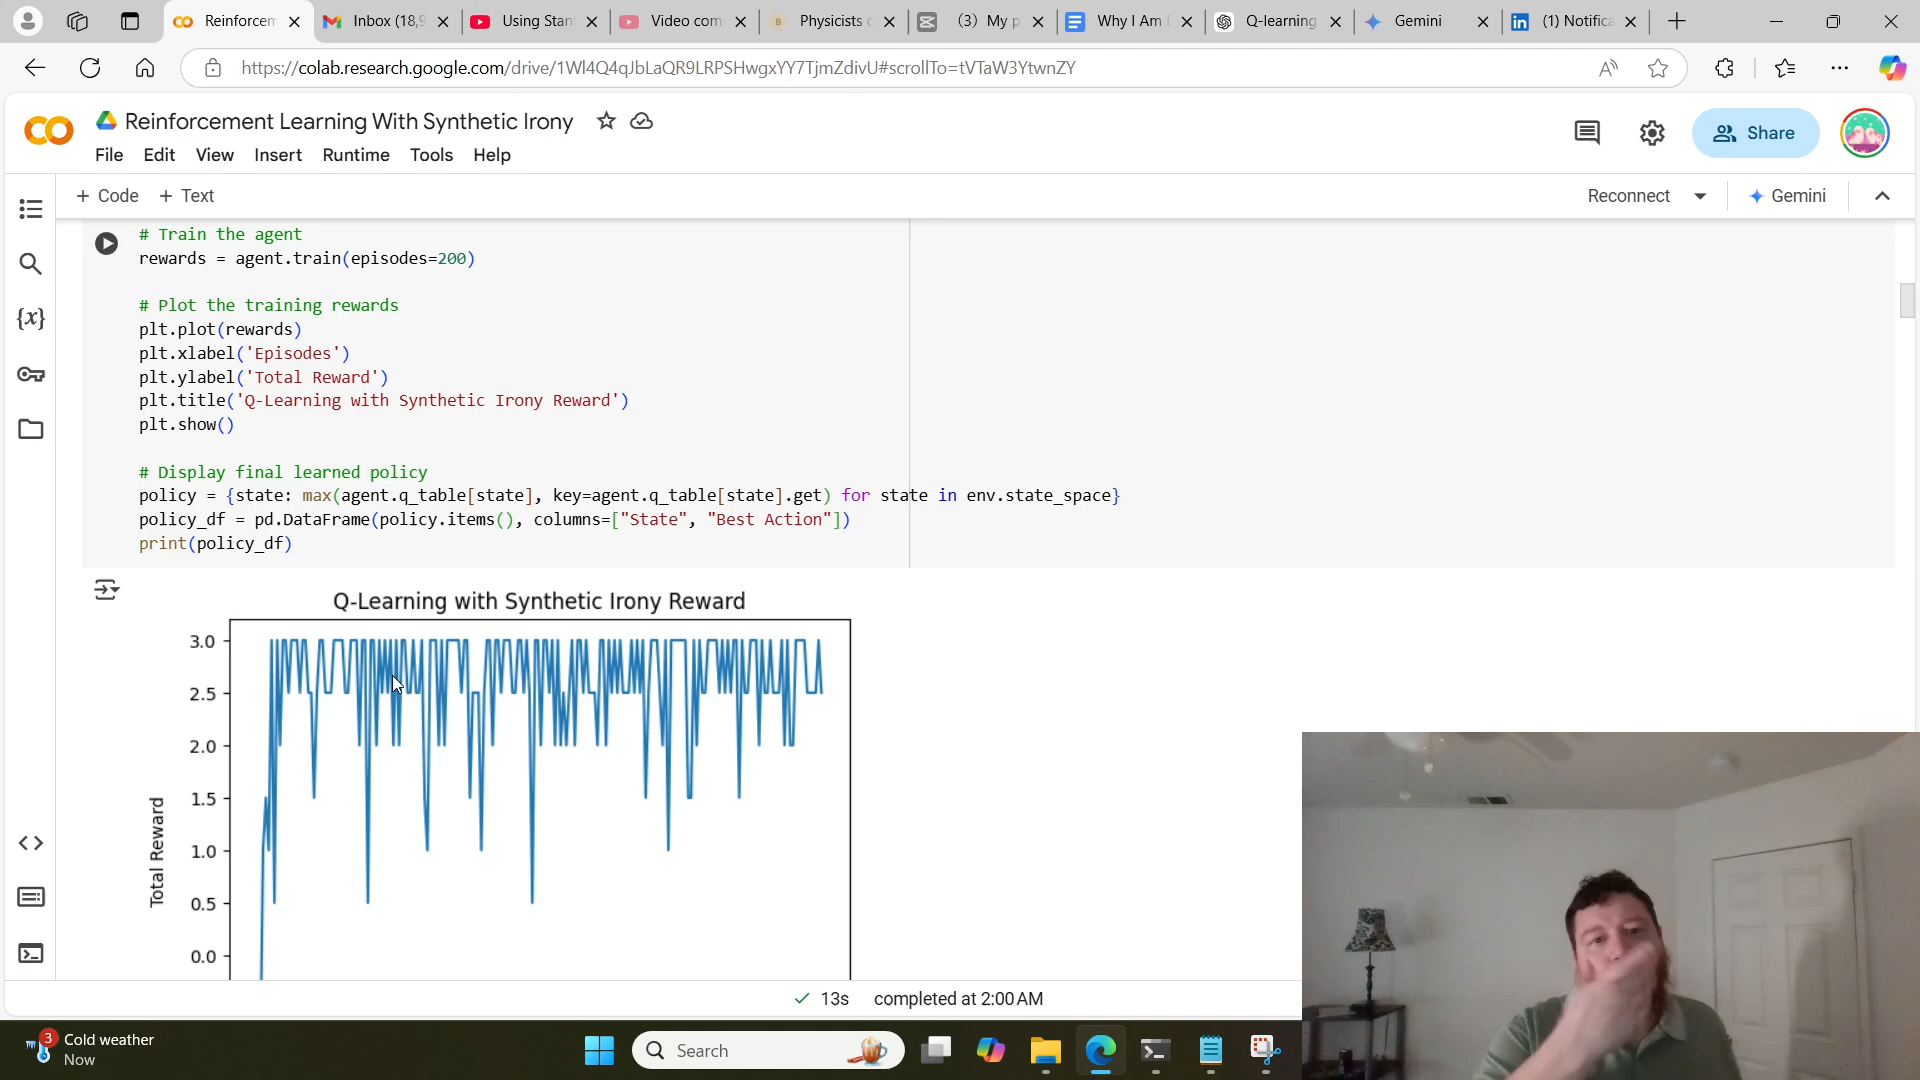 Reinforcem
Inbox (18,9
Using Stan
Video com
Physicists c
(3) My p
Why I Am
Q-learning
Gemini
(1) Notifica
https://colab.research.google.com/drive/1Wl4Q4qJbLaQR9LRPSHwgxYY7TjmZdivU#scrollTo=tVTaW3YtwnZY
Reinforcement Learning With Synthetic Irony
File Edit View Insert Runtime Tools Help
Share
+ Code + Text
Reconnect
Gemini
# Train the agent
rewards = agent.train(episodes=200)
# Plot the training rewards
plt.plot(rewards)
plt.xlabel('Episodes')
plt.ylabel('Total Reward')
plt.title('Q-Learning with Synthetic Irony Reward')
plt.show()
# Display final learned policy
policy = {state: max(agent.q_table[state], key=agent.q_table[state].get) for state in env.state_space}
policy_df = pd.DataFrame(policy.items(), columns=["State", "Best Action"])
print(policy_df)
Q-Learning with Synthetic Irony Reward
3.0
2.5
2.0
1.5
1.0
0.5
0.0
Total Reward
13s completed at 2:00 AM
3
Cold weather
Now
Search